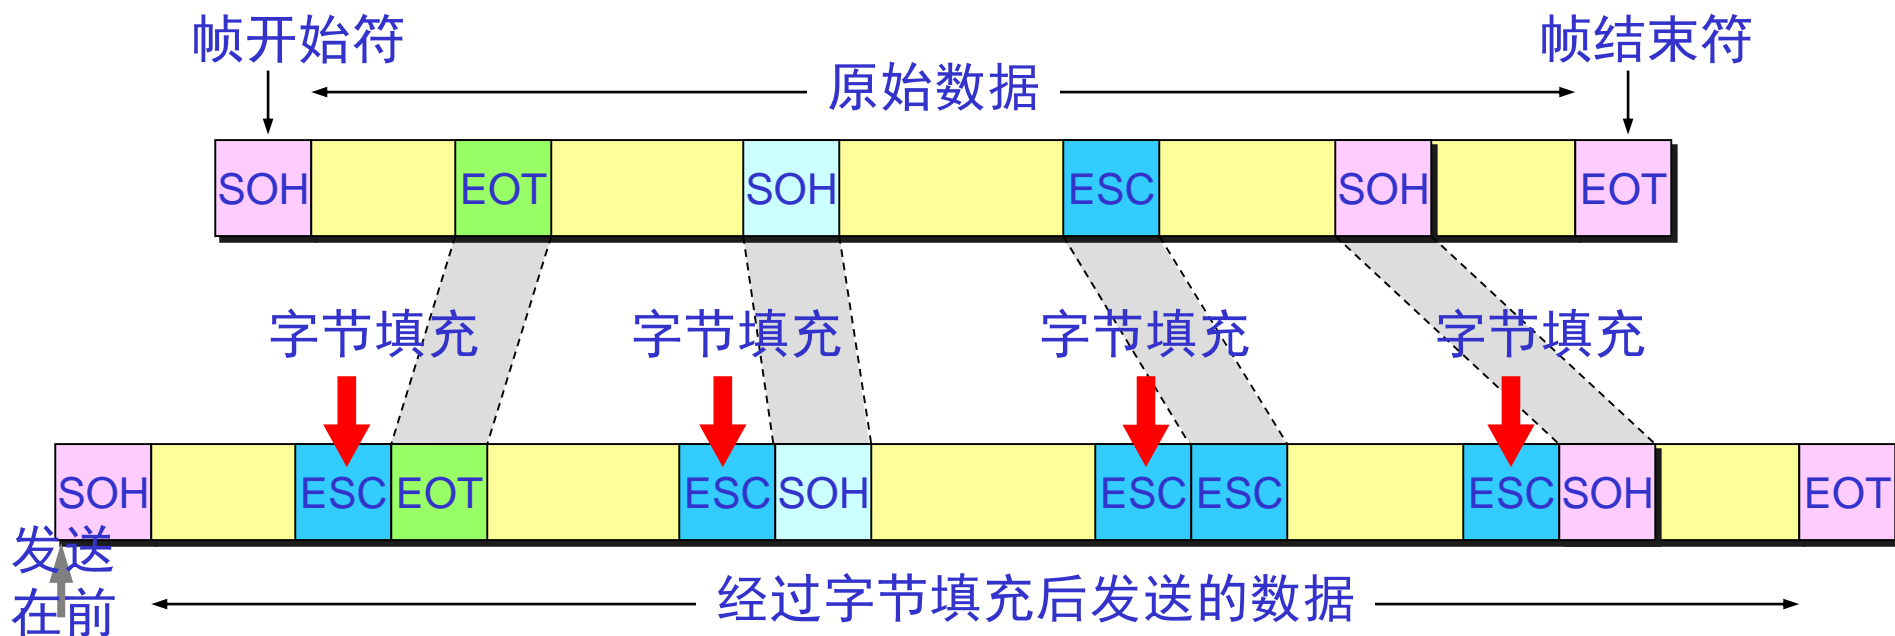 帧开始符
帧结束符
原始数据
SOH EOT SOH ESC SOH EOT
字节填充 字节填充 字节填充 字节填充
SOH ESC EOT ESC SOH ESC ESC ESC SOH EOT
发送
在前
经过字节填充后发送的数据